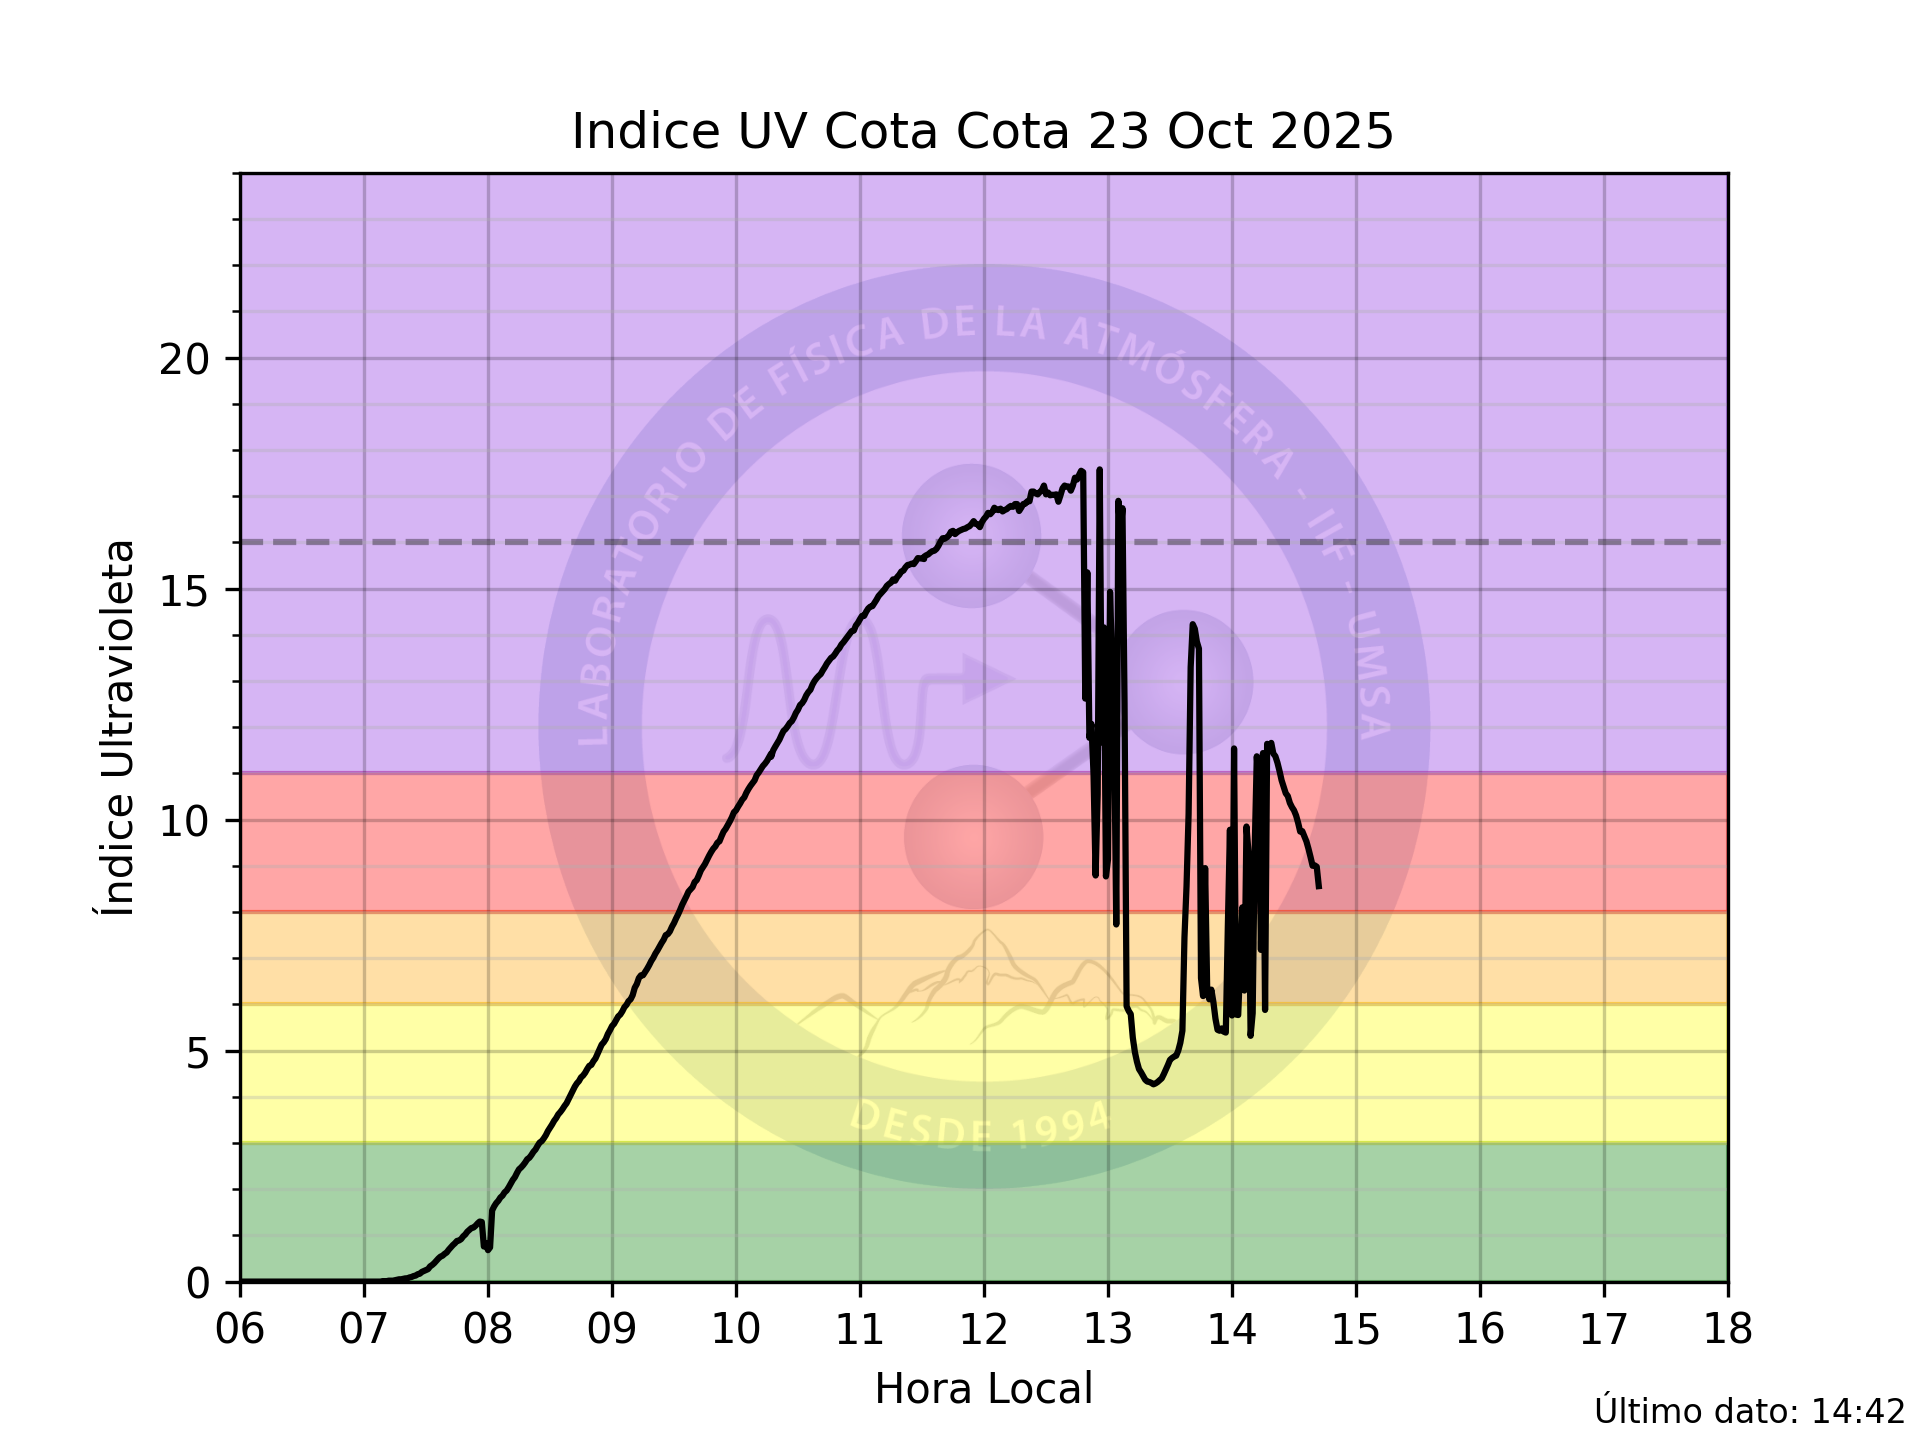 Indice UV Cota Cota 23 Oct 2025
LABORATORIO DE FÍSICA DE LA ATMÓSFERA - IIF - UMSA
DESDE 1994
Índice Ultravioleta
20
15
10
5
0
06 07 08 09 10 11 12 13 14 15 16 17 18
Hora Local
Último dato: 14:42